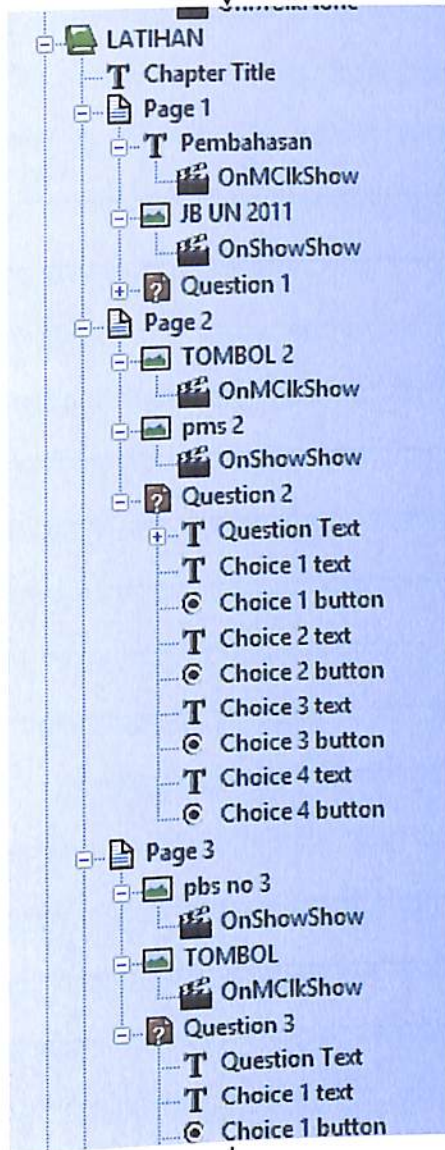 LATIHAN
Chapter Title
Page 1
Pembahasan
OnMClkShow
JB UN 2011
OnShowShow
Question 1
Page 2
TOMBOL 2
OnMClkShow
pms 2
OnShowShow
Question 2
Question Text
Choice 1 text
Choice 1 button
Choice 2 text
Choice 2 button
Choice 3 text
Choice 3 button
Choice 4 text
Choice 4 button
Page 3
pbs no 3
OnShowShow
TOMBOL
OnMClkShow
Question 3
Question Text
Choice 1 text
Choice 1 button